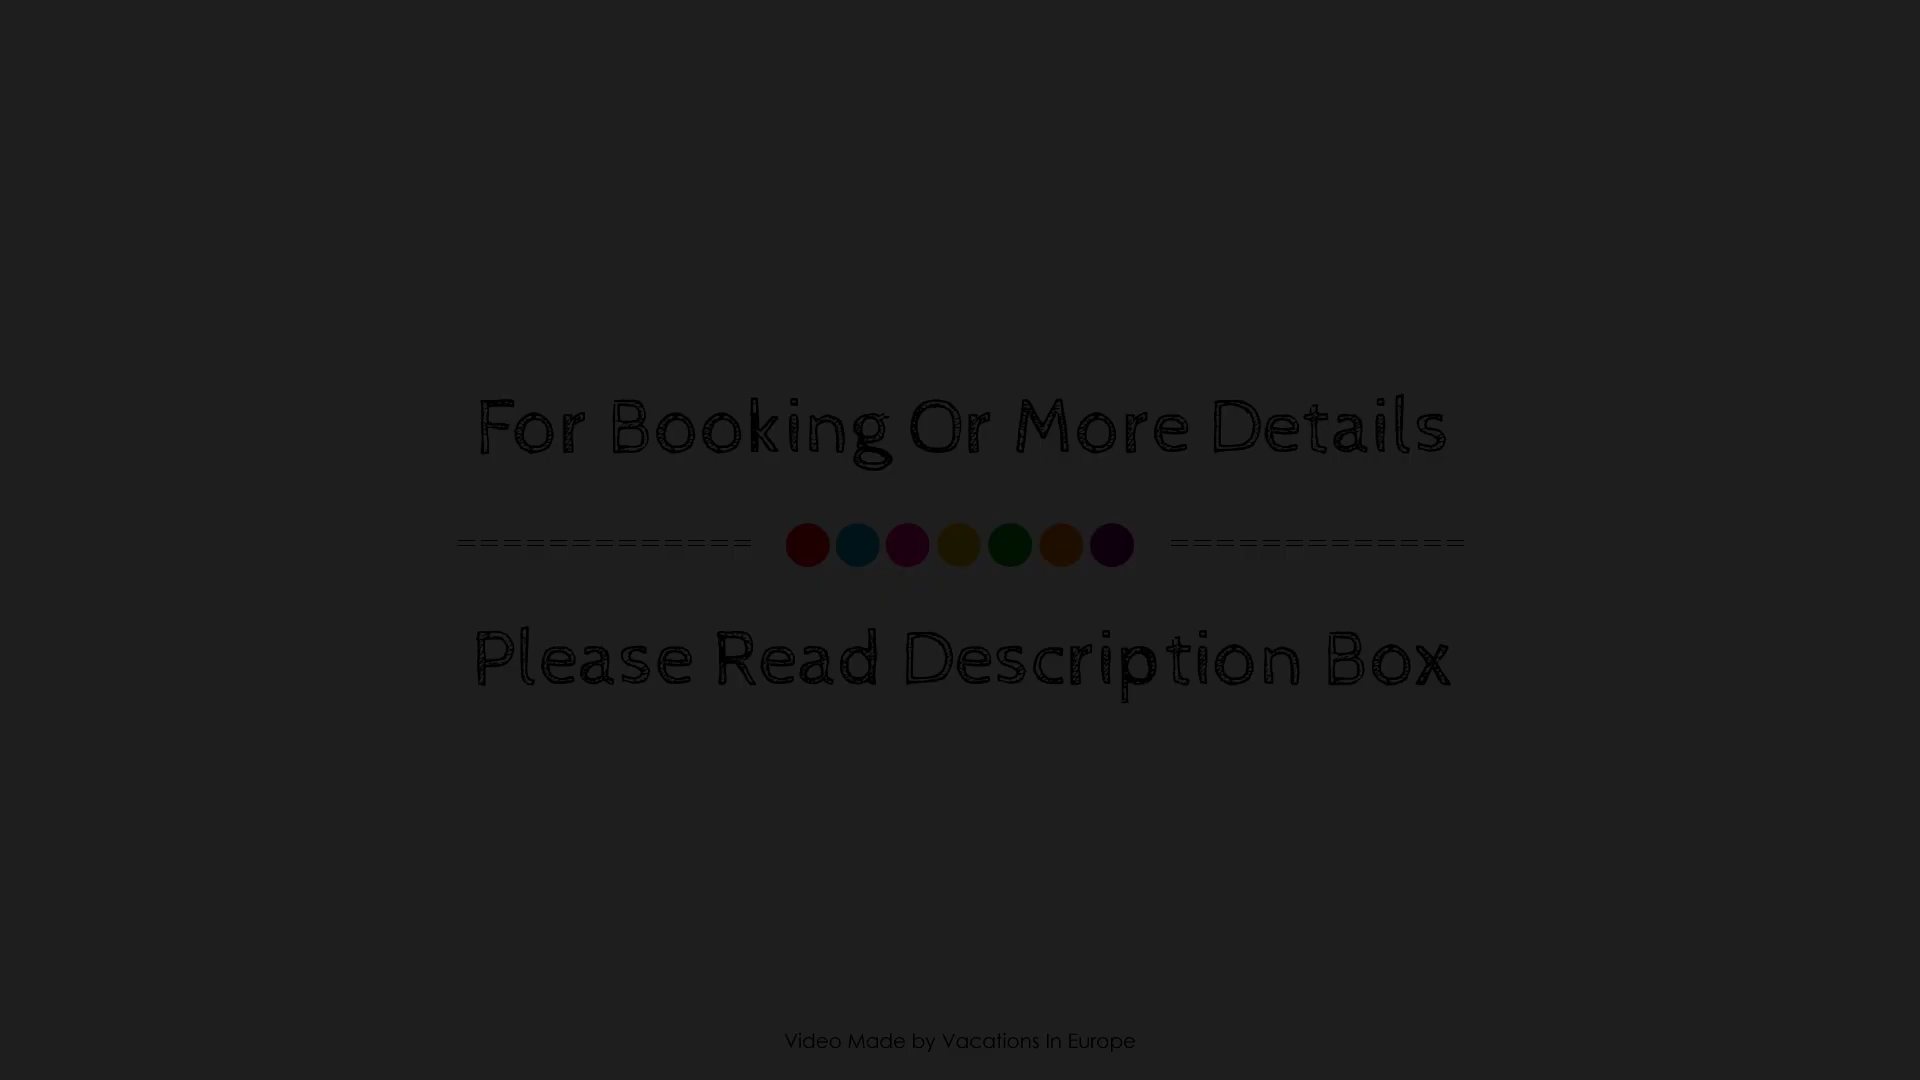 For Booking Or More Details
============= =============
Please Read Description Box
Video Made by Vacations In Europe